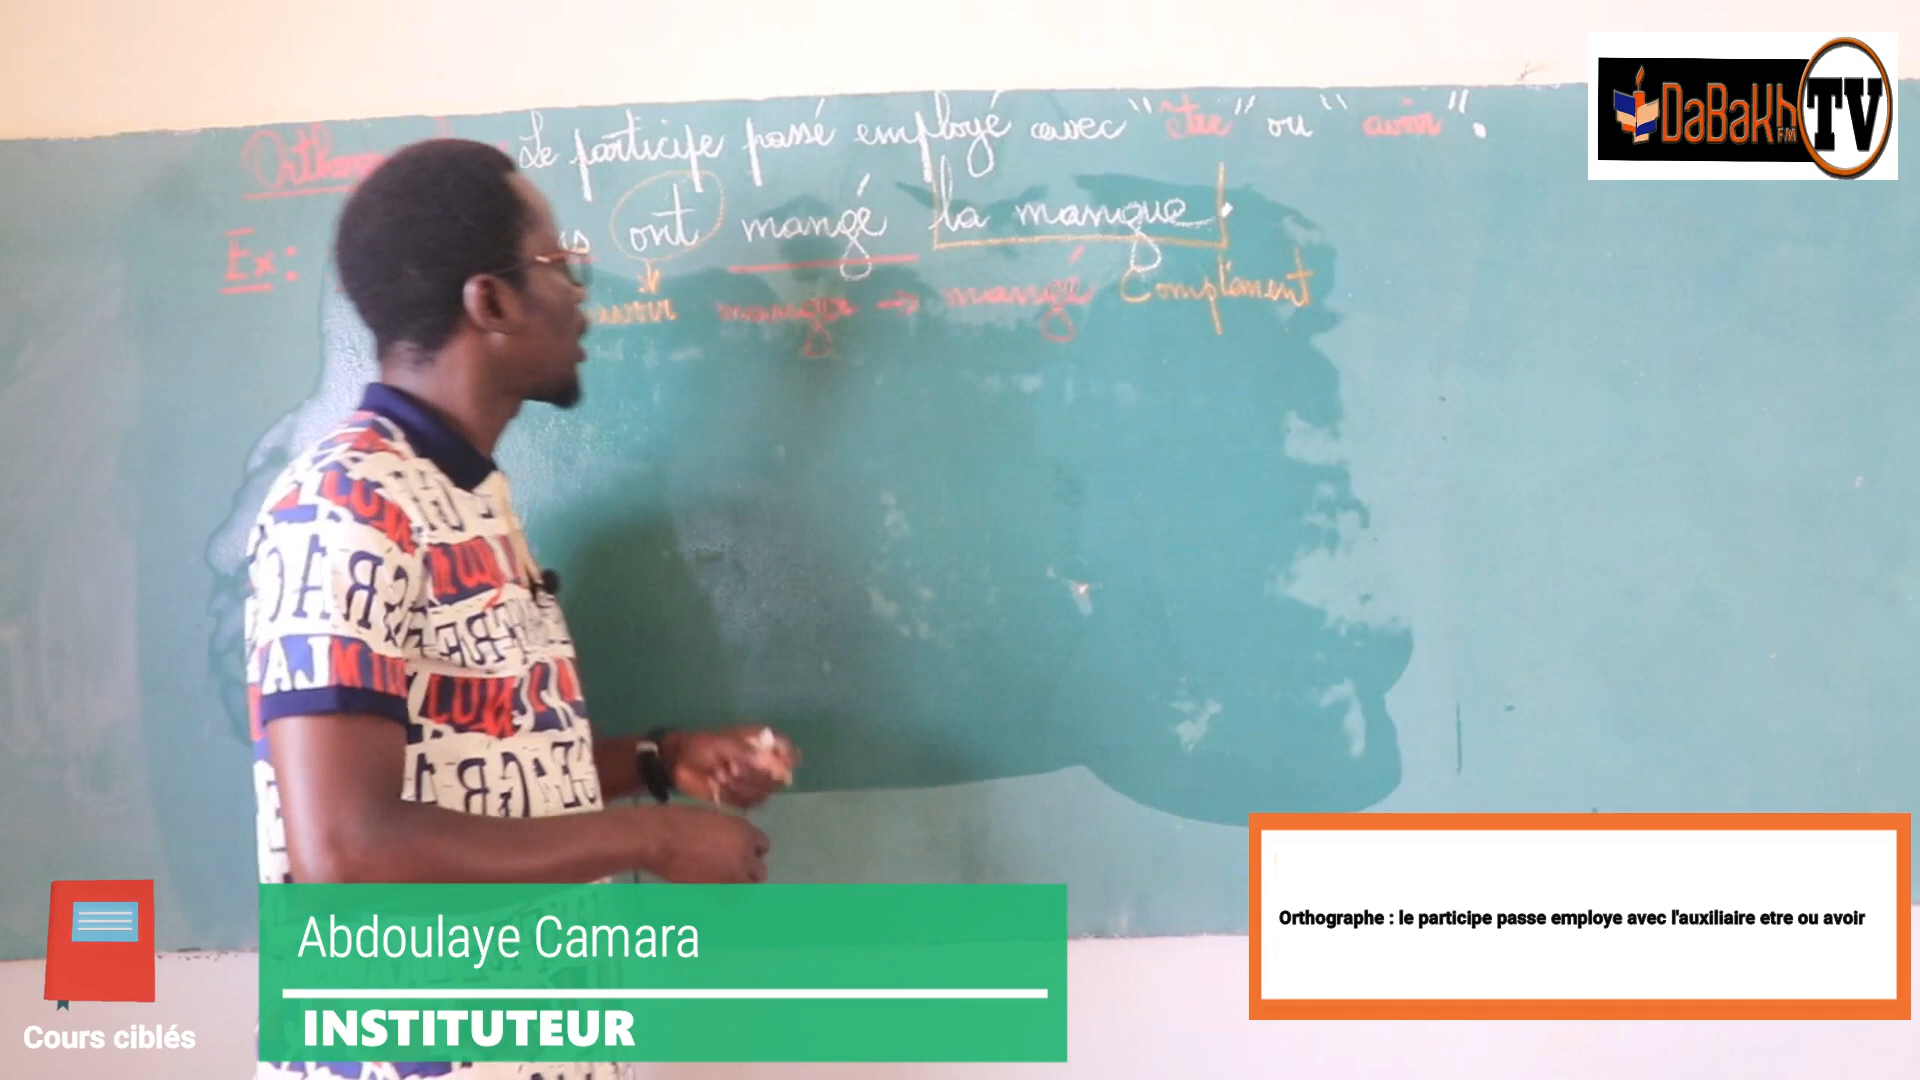 DaBaKh FM TV
Le participe passé employé avec "être" ou "avoir".
Ex: ont mangé la mangue.
avoir manger → mangé Complément
Orthographe : le participe passe employe avec l'auxiliaire etre ou avoir
Abdoulaye Camara
INSTITUTEUR
Cours ciblés